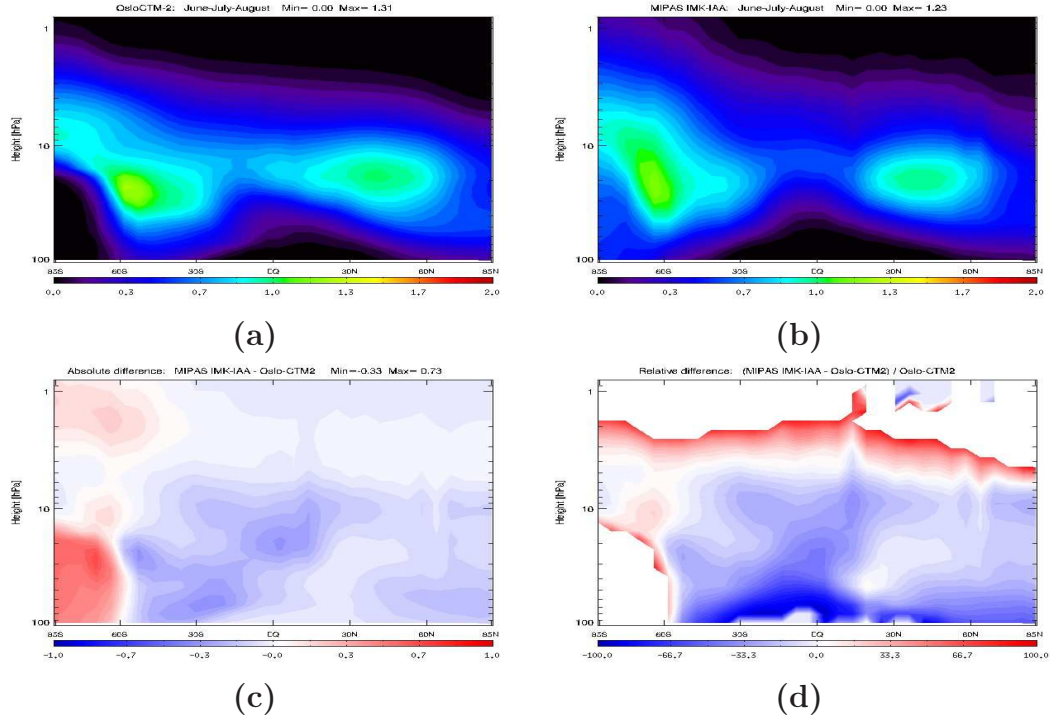 OsloCTM-2: June-July-August Min= 0.00 Max= 1.31
Height [hPa]
1
10
100
85S 60S 30S EQ 30N 60N 85N
0.0 0.3 0.7 1.0 1.3 1.7 2.0
(a)
MIPAS IMK-IAA: June-July-August Min= 0.00 Max= 1.23
Height [hPa]
1
10
100
85S 60S 30S EQ 30N 60N 85N
0.0 0.3 0.7 1.0 1.3 1.7 2.0
(b)
Absolute difference: MIPAS IMK-IAA - Oslo-CTM2 Min=-0.33 Max= 0.73
Height [hPa]
1
10
100
85S 60S 30S EQ 30N 60N 85N
-1.0 -0.7 -0.3 -0.0 0.3 0.7 1.0
(c)
Relative difference: (MIPAS IMK-IAA - Oslo-CTM2) / Oslo-CTM2
Height [hPa]
1
10
100
85S 60S 30S EQ 30N 60N 85N
-100.0 -66.7 -33.3 0.0 33.3 66.7 100.0
(d)